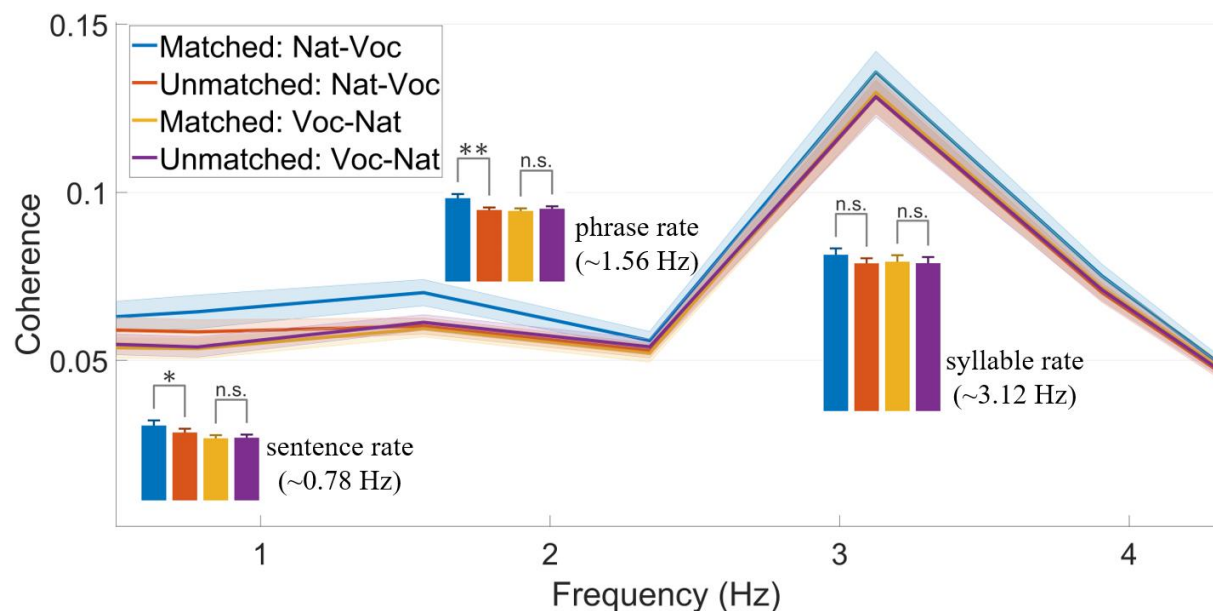 0.15
0.1
0.05
Coherence
Matched: Nat-Voc
Unmatched: Nat-Voc
Matched: Voc-Nat
Unmatched: Voc-Nat
**
n.s.
phrase rate
(~1.56 Hz)
n.s.
n.s.
syllable rate
(~3.12 Hz)
*
n.s.
sentence rate
(~0.78 Hz)
1
2
3
4
Frequency (Hz)